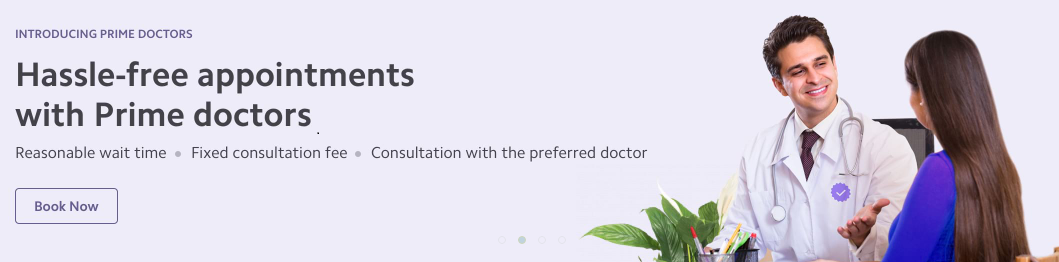 INTRODUCING PRIME DOCTORS
Hassle-free appointments
with Prime doctors
Reasonable wait time • Fixed consultation fee • Consultation with the preferred doctor
Book Now